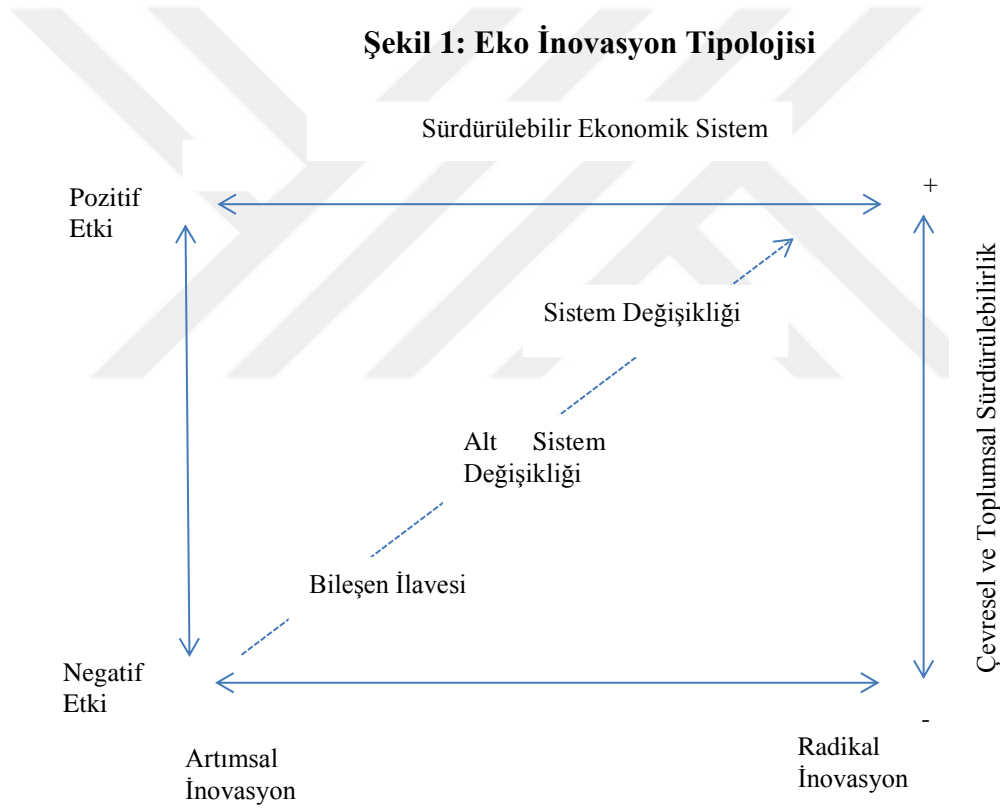 Şekil 1: Eko İnovasyon Tipolojisi
Sürdürülebilir Ekonomik Sistem
Pozitif
Etki
+
Sistem Değişikliği
Alt Sistem
Değişikliği
Bileşen İlavesi
Çevresel ve Toplumsal Sürdürülebilirlik
Negatif
Etki
-
Artımsal
İnovasyon
Radikal
İnovasyon